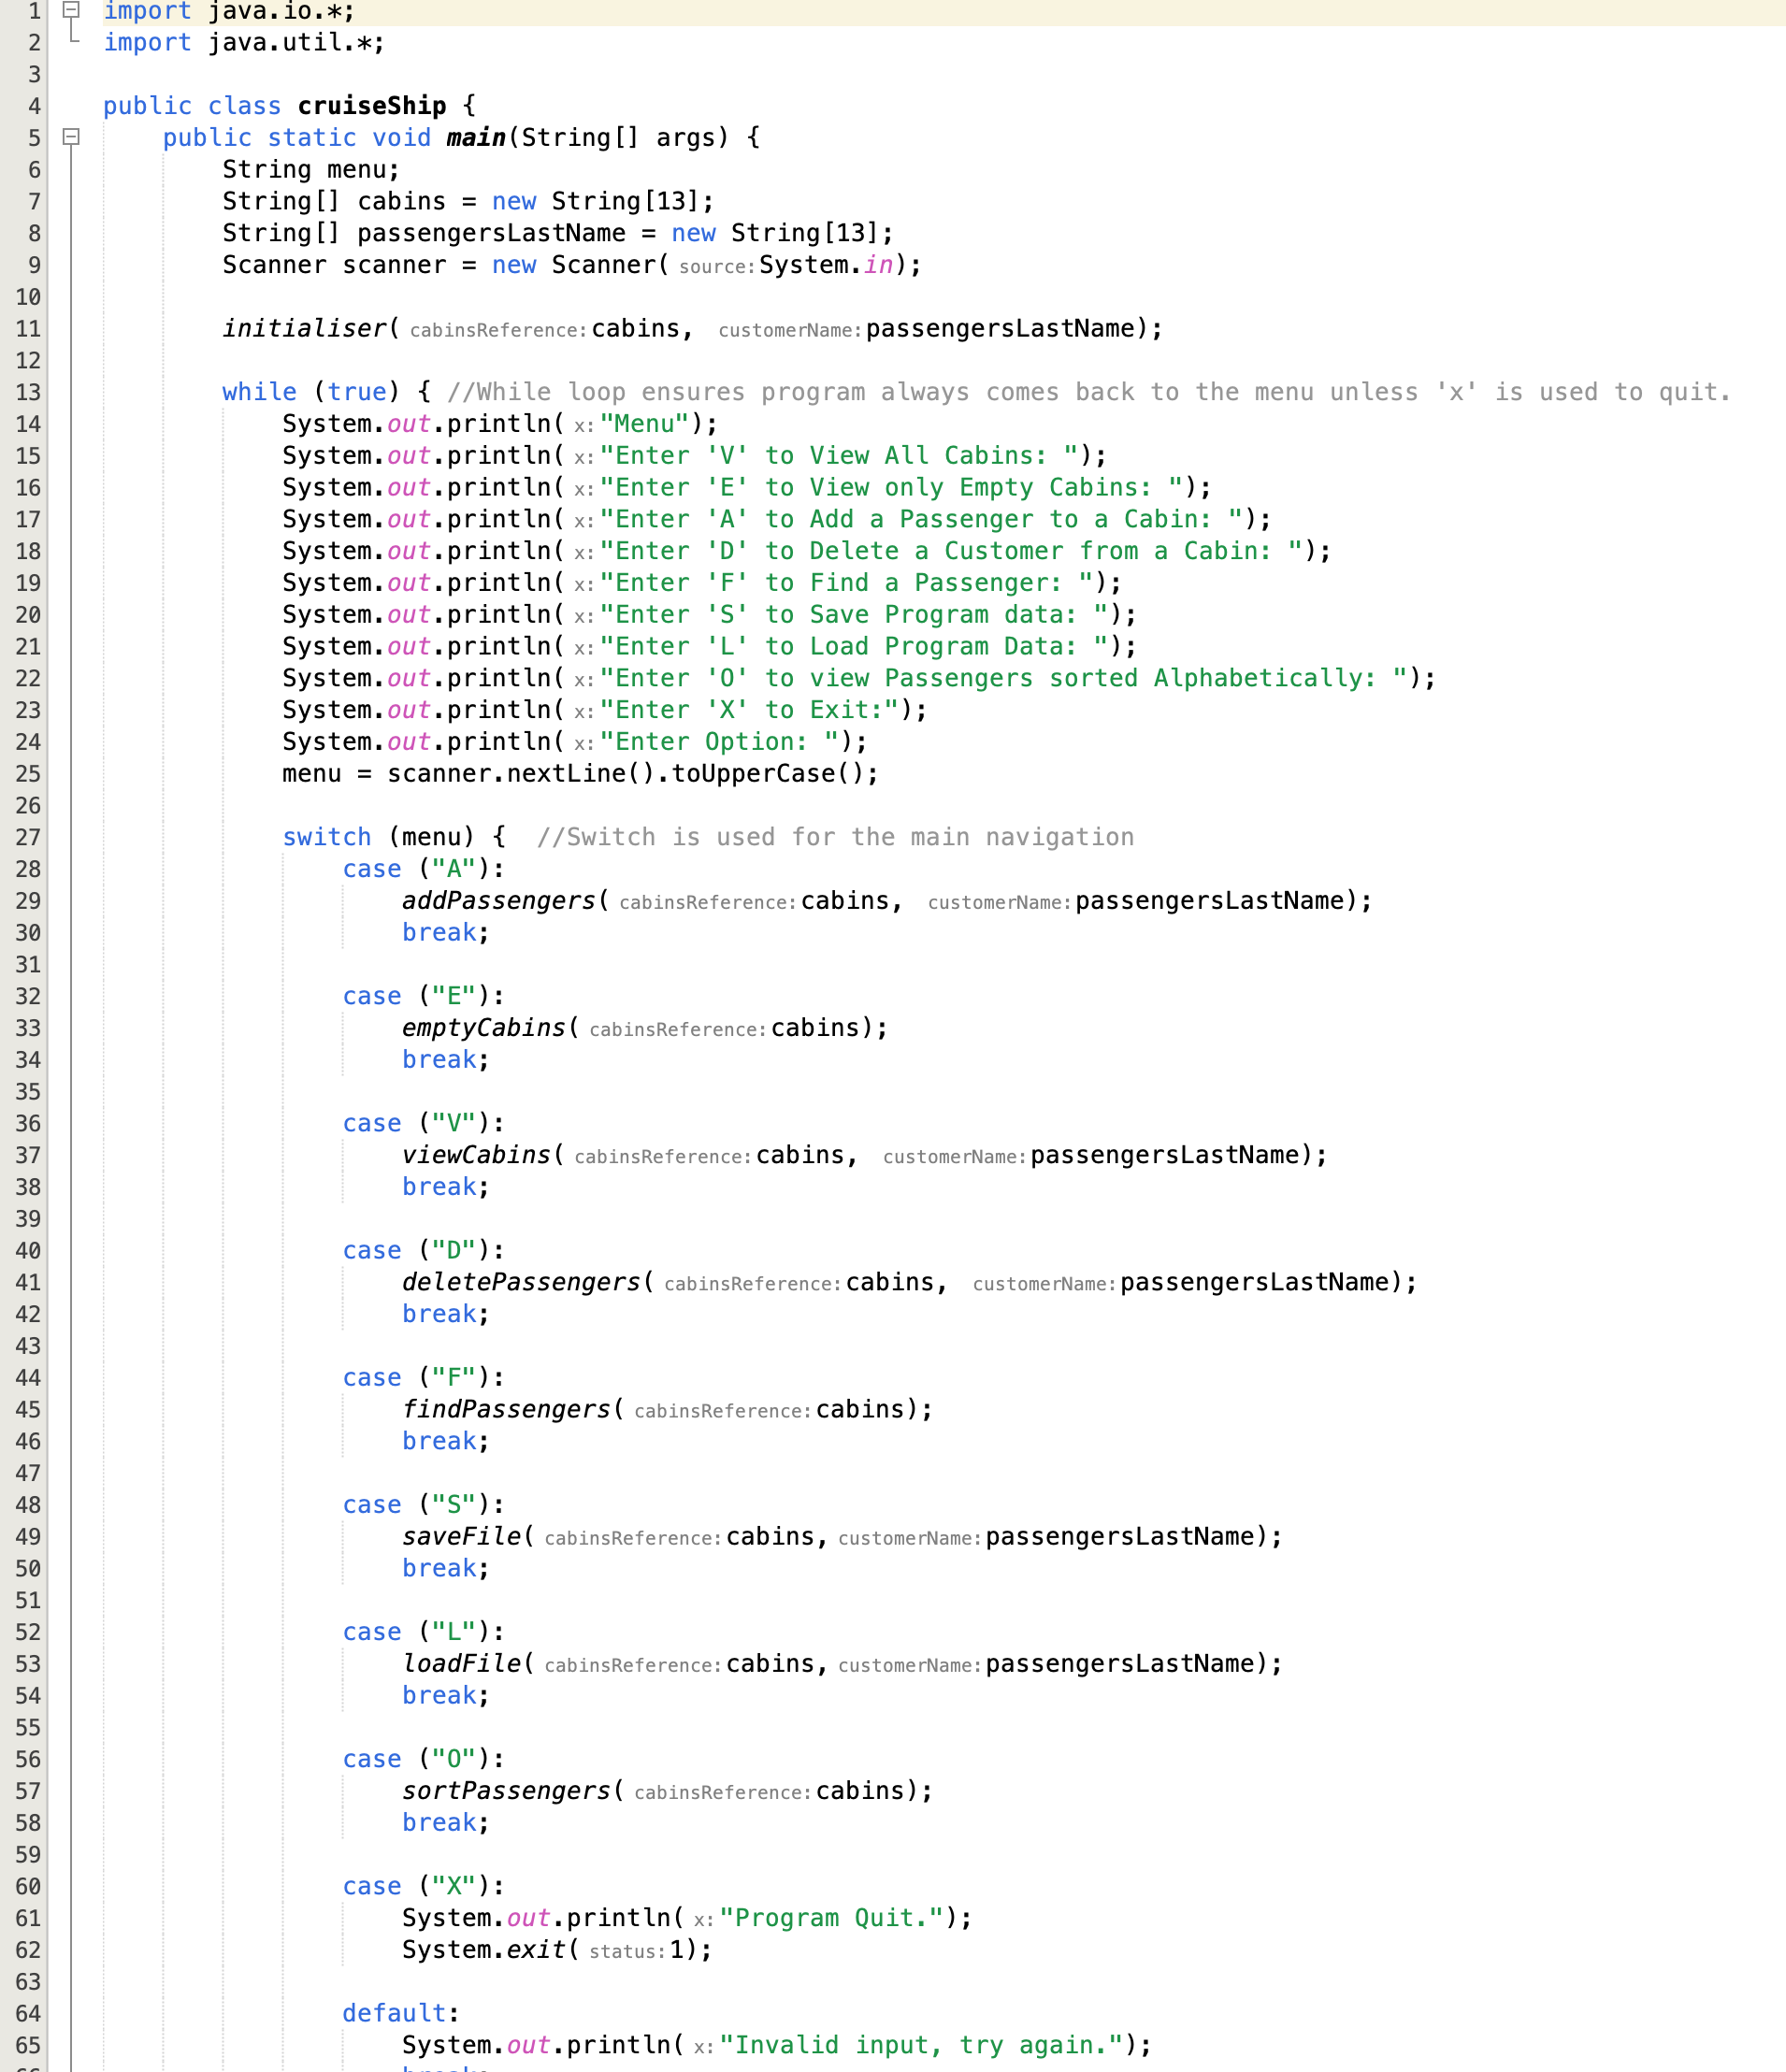 1 import java.io.*;
2 import java.util.*;
3
4 public class cruiseShip {
5 public static void main(String[] args) {
6 String menu;
7 String[] cabins = new String[13];
8 String[] passengersLastName = new String[13];
9 Scanner scanner = new Scanner( source: System.in);
10
11 initialiser( cabinsReference: cabins, customerName: passengersLastName);
12
13 while (true) { //While loop ensures program always comes back to the menu unless 'x' is used to quit.
14 System.out.println( x: "Menu");
15 System.out.println( x: "Enter 'V' to View All Cabins: ");
16 System.out.println( x: "Enter 'E' to View only Empty Cabins: ");
17 System.out.println( x: "Enter 'A' to Add a Passenger to a Cabin: ");
18 System.out.println( x: "Enter 'D' to Delete a Customer from a Cabin: ");
19 System.out.println( x: "Enter 'F' to Find a Passenger: ");
20 System.out.println( x: "Enter 'S' to Save Program data: ");
21 System.out.println( x: "Enter 'L' to Load Program Data: ");
22 System.out.println( x: "Enter 'O' to view Passengers sorted Alphabetically: ");
23 System.out.println( x: "Enter 'X' to Exit:");
24 System.out.println( x: "Enter Option: ");
25 menu = scanner.nextLine().toUpperCase();
26
27 switch (menu) { //Switch is used for the main navigation
28 case ("A"):
29 addPassengers( cabinsReference: cabins, customerName: passengersLastName);
30 break;
31
32 case ("E"):
33 emptyCabins( cabinsReference: cabins);
34 break;
35
36 case ("V"):
37 viewCabins( cabinsReference: cabins, customerName: passengersLastName);
38 break;
39
40 case ("D"):
41 deletePassengers( cabinsReference: cabins, customerName: passengersLastName);
42 break;
43
44 case ("F"):
45 findPassengers( cabinsReference: cabins);
46 break;
47
48 case ("S"):
49 saveFile( cabinsReference: cabins, customerName: passengersLastName);
50 break;
51
52 case ("L"):
53 loadFile( cabinsReference: cabins, customerName: passengersLastName);
54 break;
55
56 case ("O"):
57 sortPassengers( cabinsReference: cabins);
58 break;
59
60 case ("X"):
61 System.out.println( x: "Program Quit.");
62 System.exit( status: 1);
63
64 default:
65 System.out.println( x: "Invalid input, try again.");